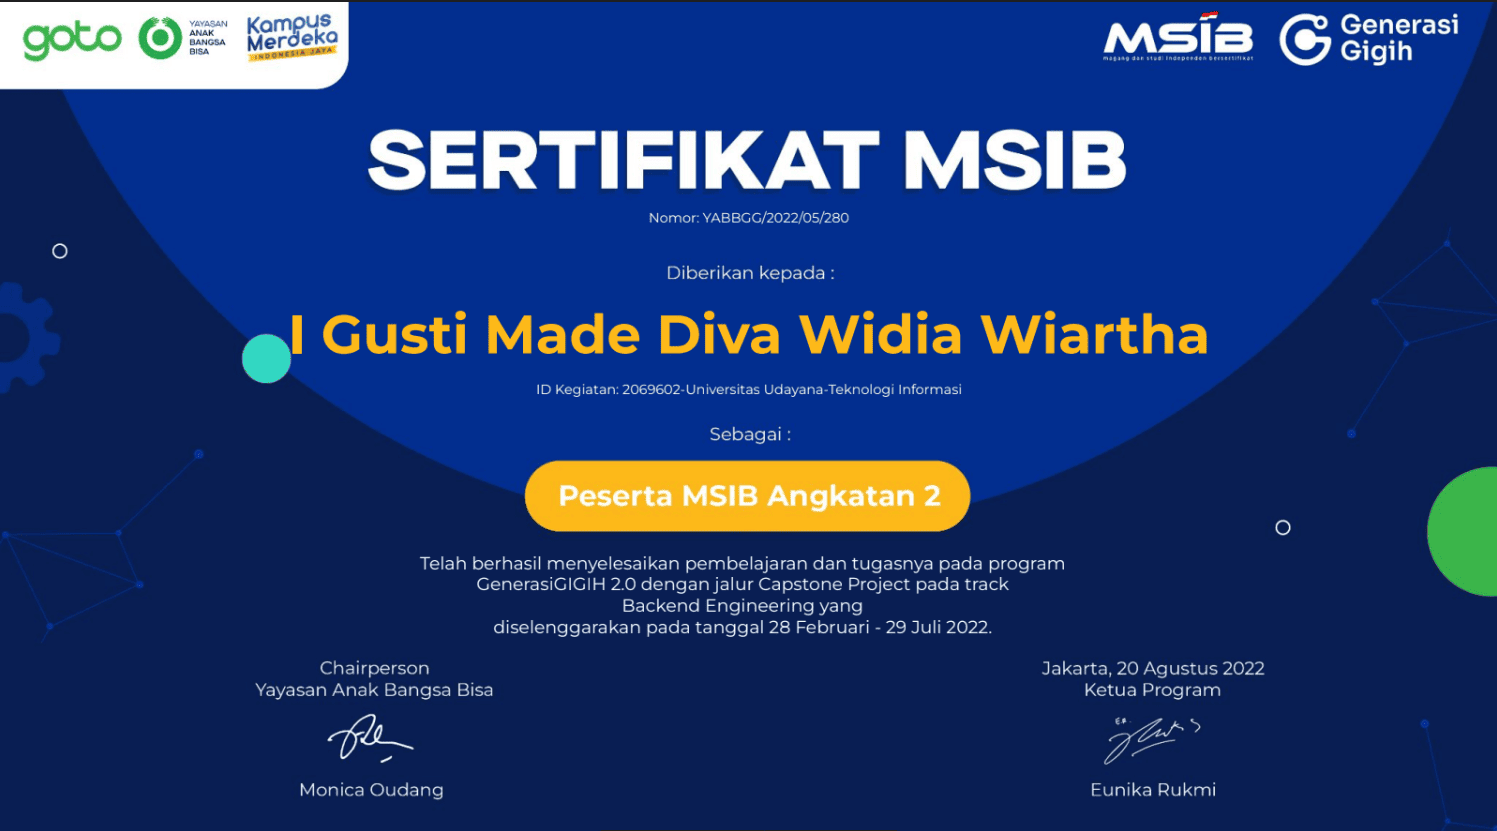 goto
YAYASAN
ANAK
BANGSA
BISA
Kampus
Merdeka
INDONESIA JAYA
MSIB
magang dan studi independen bersertifikat
Generasi
Gigih
SERTIFIKAT MSIB
Nomor: YABBGG/2022/05/280
Diberikan kepada :
I Gusti Made Diva Widia Wiartha
ID Kegiatan: 2069602-Universitas Udayana-Teknologi Informasi
Sebagai :
Peserta MSIB Angkatan 2
Telah berhasil menyelesaikan pembelajaran dan tugasnya pada program
GenerasiGIGIH 2.0 dengan jalur Capstone Project pada track
Backend Engineering yang
diselenggarakan pada tanggal 28 Februari - 29 Juli 2022.
Chairperson
Yayasan Anak Bangsa Bisa
Monica Oudang
Jakarta, 20 Agustus 2022
Ketua Program
Eunika Rukmi